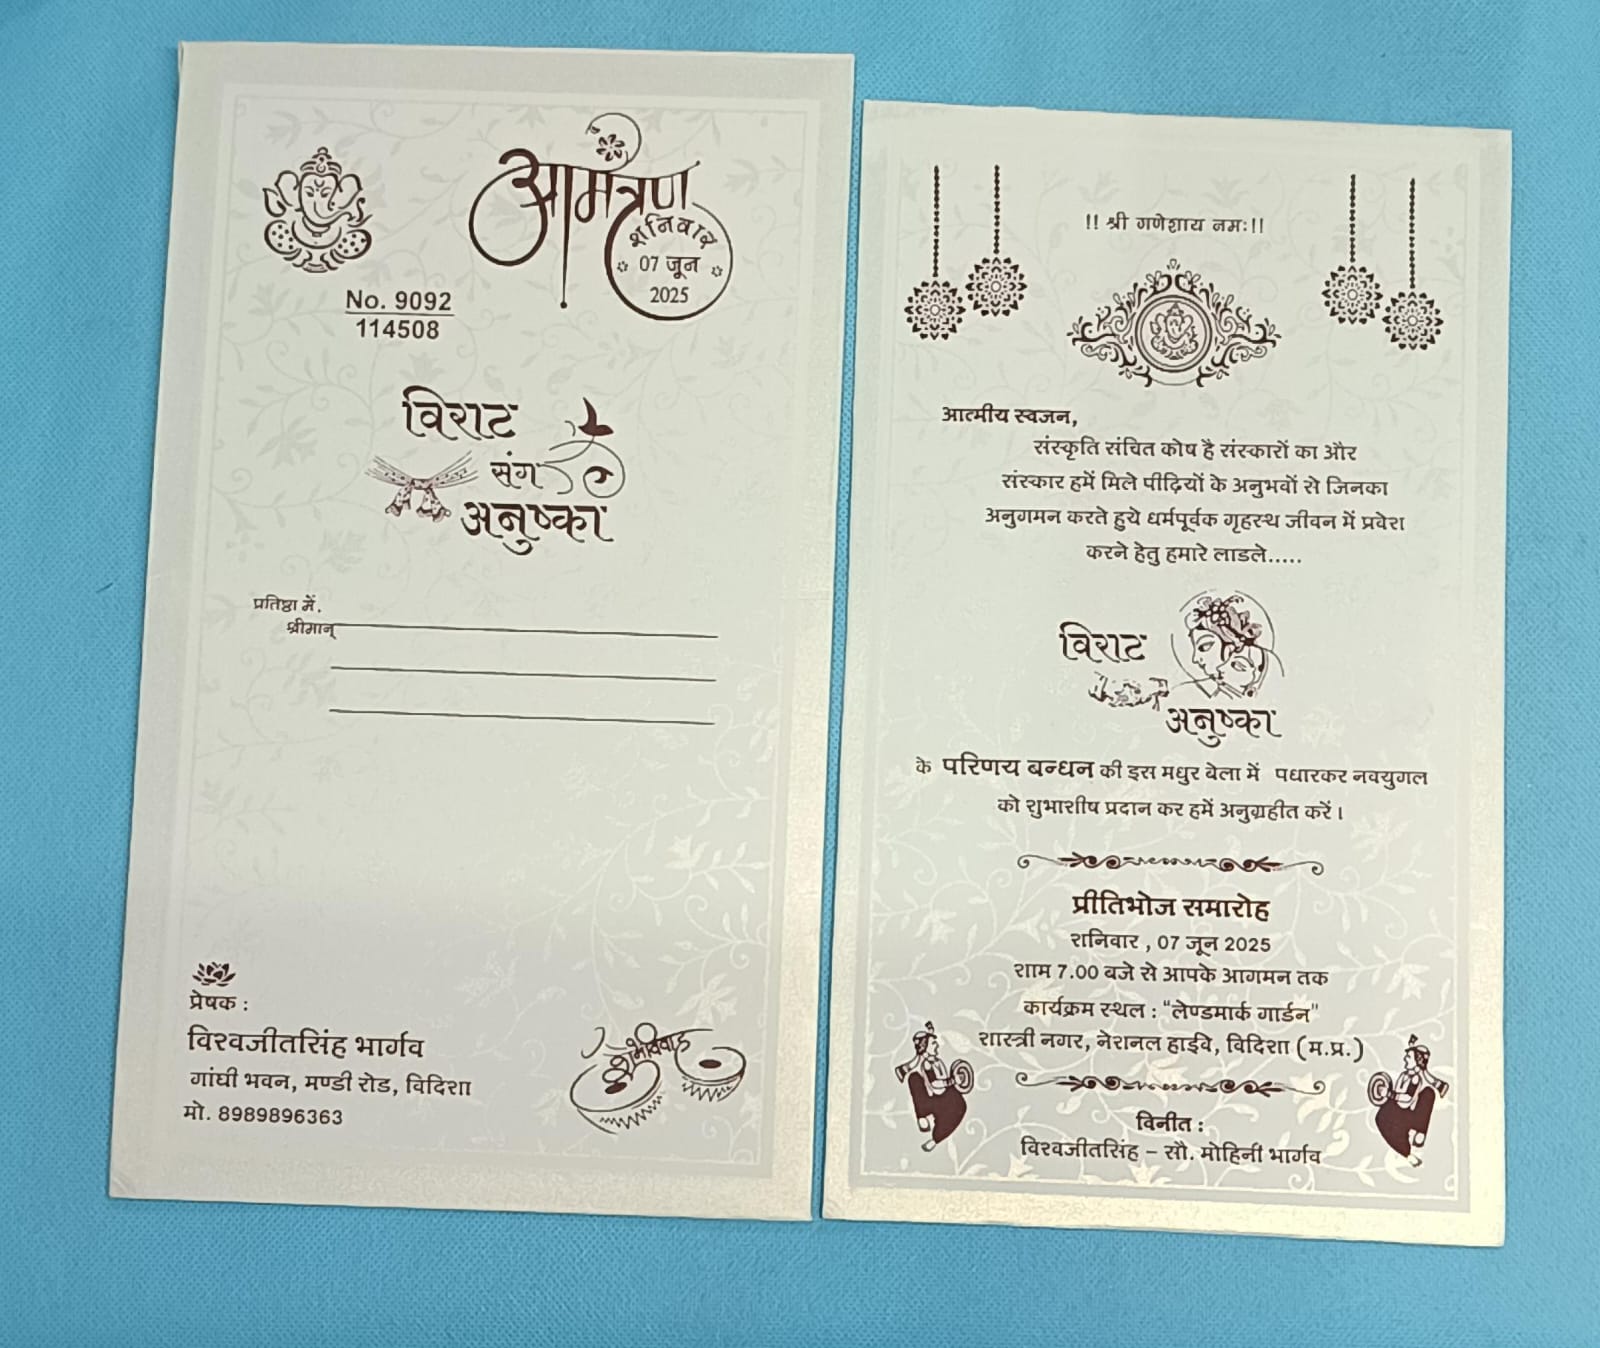 आमंत्रण
शनिवार
07 जून
2025
No. 9092
114508
विराट
संग
अनुष्का
प्रतिष्ठा में.
श्रीमान्
प्रेषक :
विश्वजीतसिंह भार्गव
गांधी भवन, मण्डी रोड, विदिशा
मो. 8989896363
शुभविवाह
!! श्री गणेशाय नमः!!
आत्मीय स्वजन,
संस्कृति संचित कोष है संस्कारों का और
संस्कार हमें मिले पीढ़ियों के अनुभवों से जिनका
अनुगमन करते हुये धर्मपूर्वक गृहस्थ जीवन में प्रवेश
करने हेतु हमारे लाडले.....
विराट
अनुष्का
के परिणय बन्धन की इस मधुर बेला में पधारकर नवयुगल
को शुभाशीष प्रदान कर हमें अनुग्रहीत करें।
प्रीतिभोज समारोह
शनिवार , 07 जून 2025
शाम 7.00 बजे से आपके आगमन तक
कार्यक्रम स्थल : "लेण्डमार्क गार्डन"
शास्त्री नगर, नेशनल हाईवे, विदिशा (म.प्र.)
विनीत :
विश्वजीतसिंह – सौ. मोहिनी भार्गव